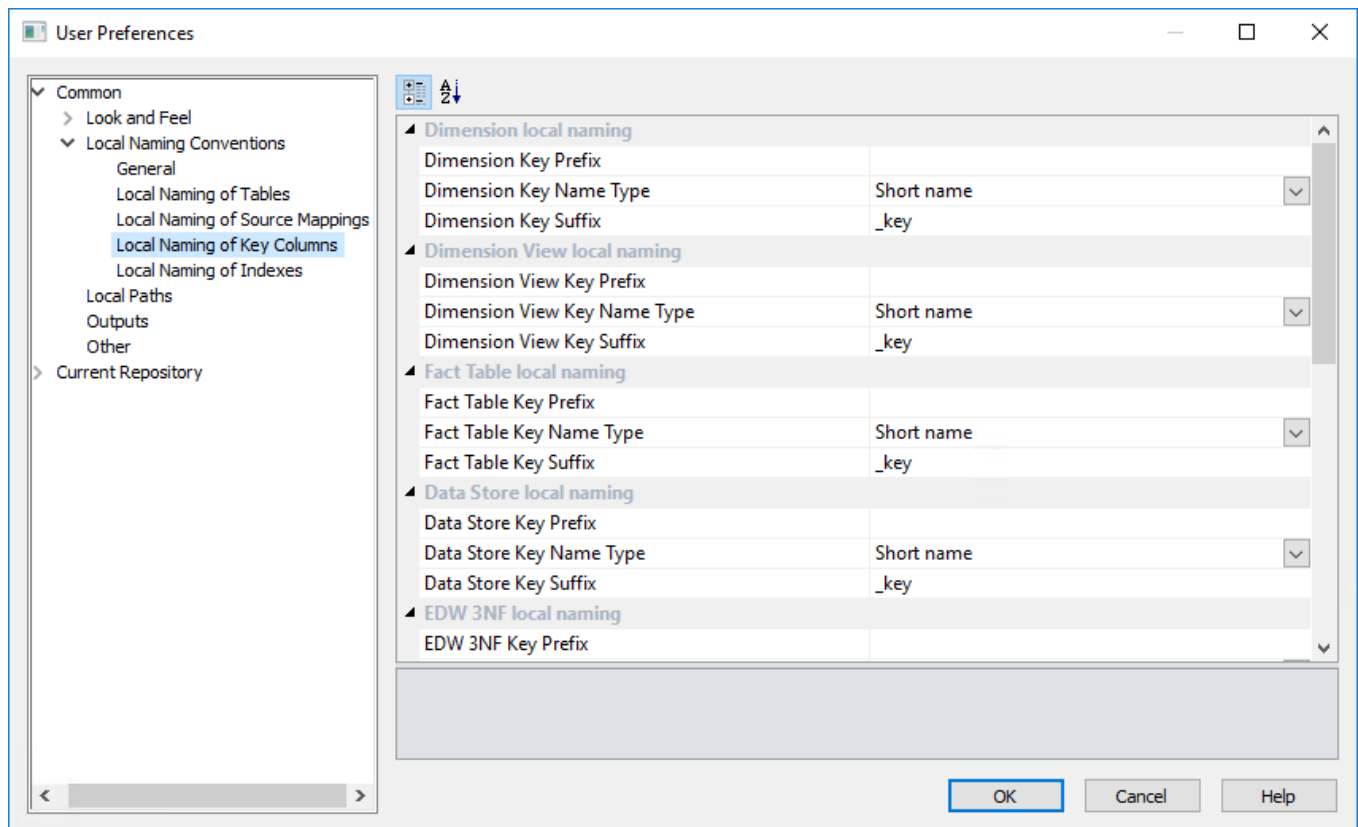 User Preferences
Common
Look and Feel
Local Naming Conventions
General
Local Naming of Tables
Local Naming of Source Mappings
Local Naming of Key Columns
Local Naming of Indexes
Local Paths
Outputs
Other
Current Repository
A
Z
Dimension local naming
Dimension Key Prefix
Dimension Key Name Type Short name
Dimension Key Suffix _key
Dimension View local naming
Dimension View Key Prefix
Dimension View Key Name Type Short name
Dimension View Key Suffix _key
Fact Table local naming
Fact Table Key Prefix
Fact Table Key Name Type Short name
Fact Table Key Suffix _key
Data Store local naming
Data Store Key Prefix
Data Store Key Name Type Short name
Data Store Key Suffix _key
EDW 3NF local naming
EDW 3NF Key Prefix
OK Cancel Help